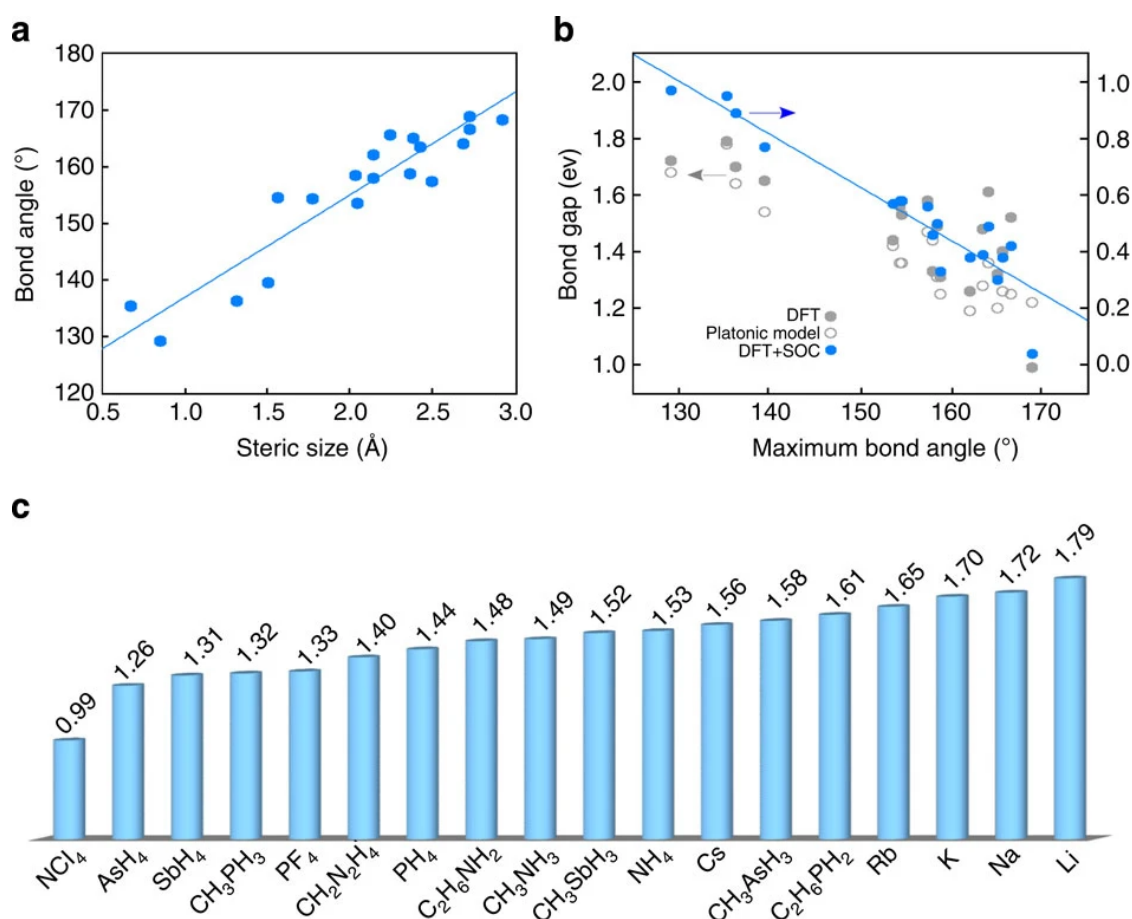 a
180
170
160
150
140
130
120
Bond angle (°)
0.5 1.0 1.5 2.0 2.5 3.0
Steric size (Å)
b
2.0
1.8
1.6
1.4
1.2
1.0
Bond gap (ev)
1.0
0.8
0.6
0.4
0.2
0.0
DFT
Platonic model
DFT+SOC
130 140 150 160 170
Maximum bond angle (°)
c
0.99 1.26 1.31 1.32 1.33 1.40 1.44 1.48 1.49 1.52 1.53 1.56 1.58 1.61 1.65 1.70 1.72 1.79
NCl₄ AsH₄ SbH₄ CH₃PH₃ PF₄ CH₂N₂H₄ PH₄ C₂H₆NH₂ CH₃NH₃ CH₃SbH₃ NH₄ Cs CH₃AsH₃ C₂H₆PH₂ Rb K Na Li